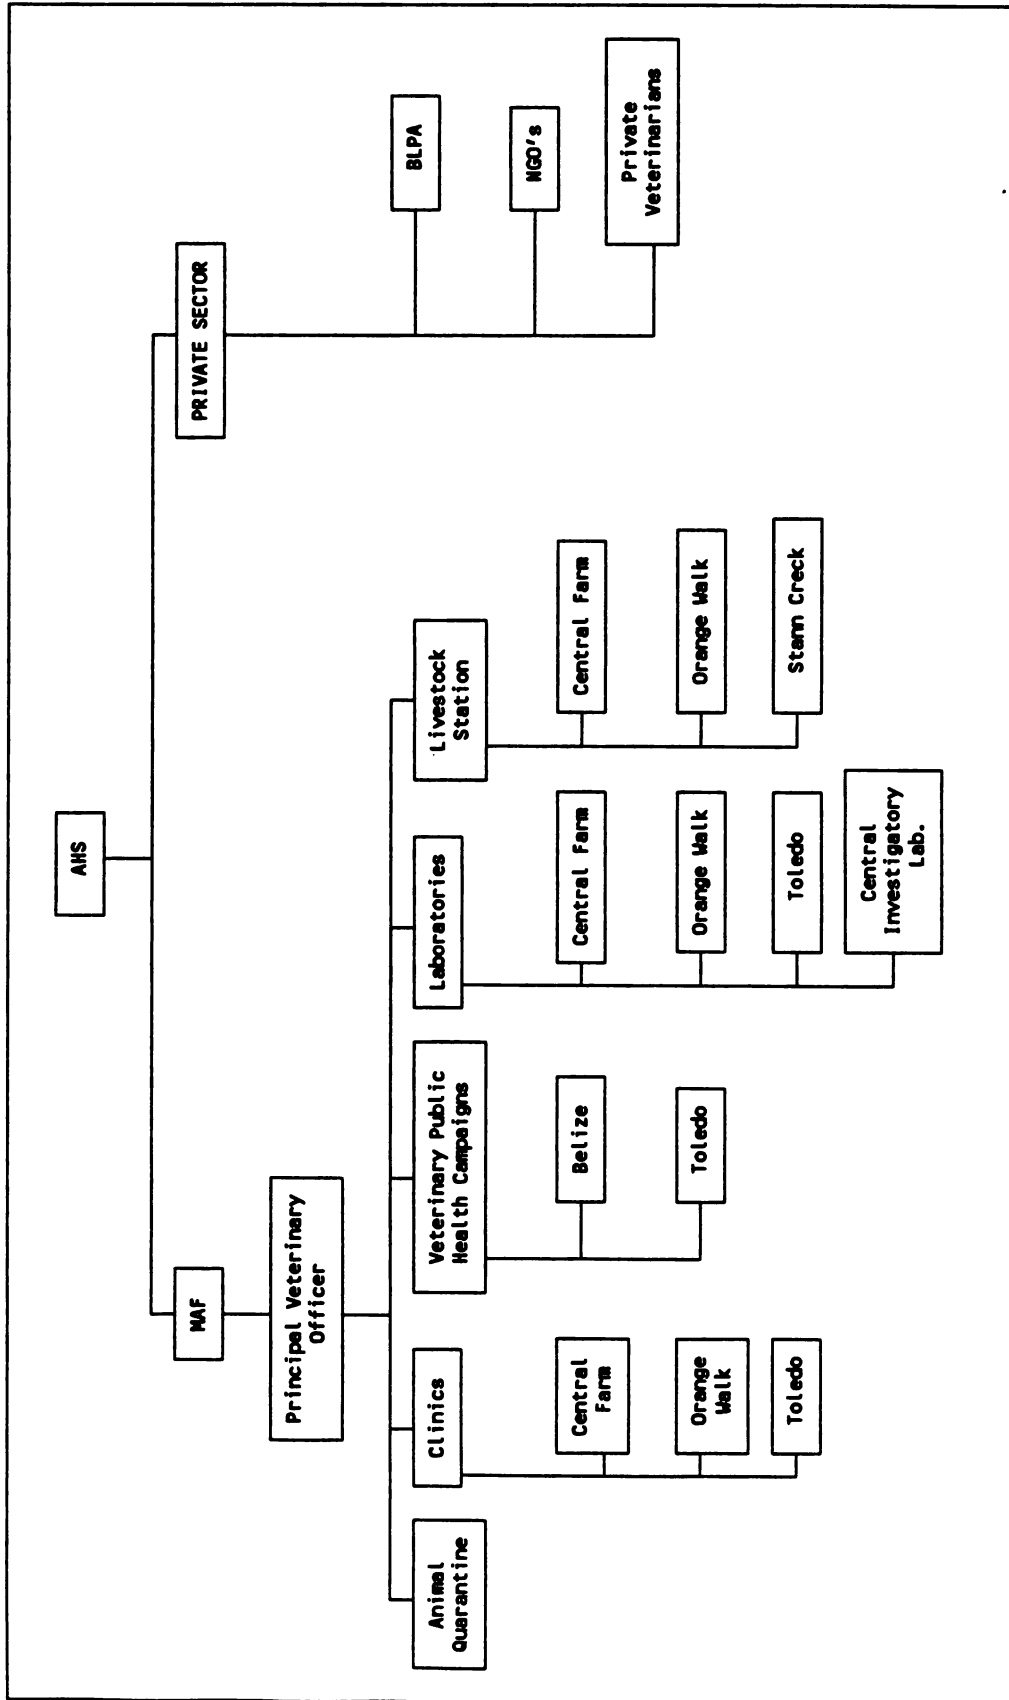 AHS
MAF
PRIVATE SECTOR
Principal Veterinary
Officer
Animal
Quarantine
Clinics
Central
Farm
Orange
Walk
Toledo
Veterinary Public
Health Campaigns
Belize
Toledo
Laboratories
Central Farm
Orange Walk
Toledo
Central
Investigatory
Lab.
Livestock
Station
Central Farm
Orange Walk
Stann Creck
BLPA
NGO's
Private
Veterinarians